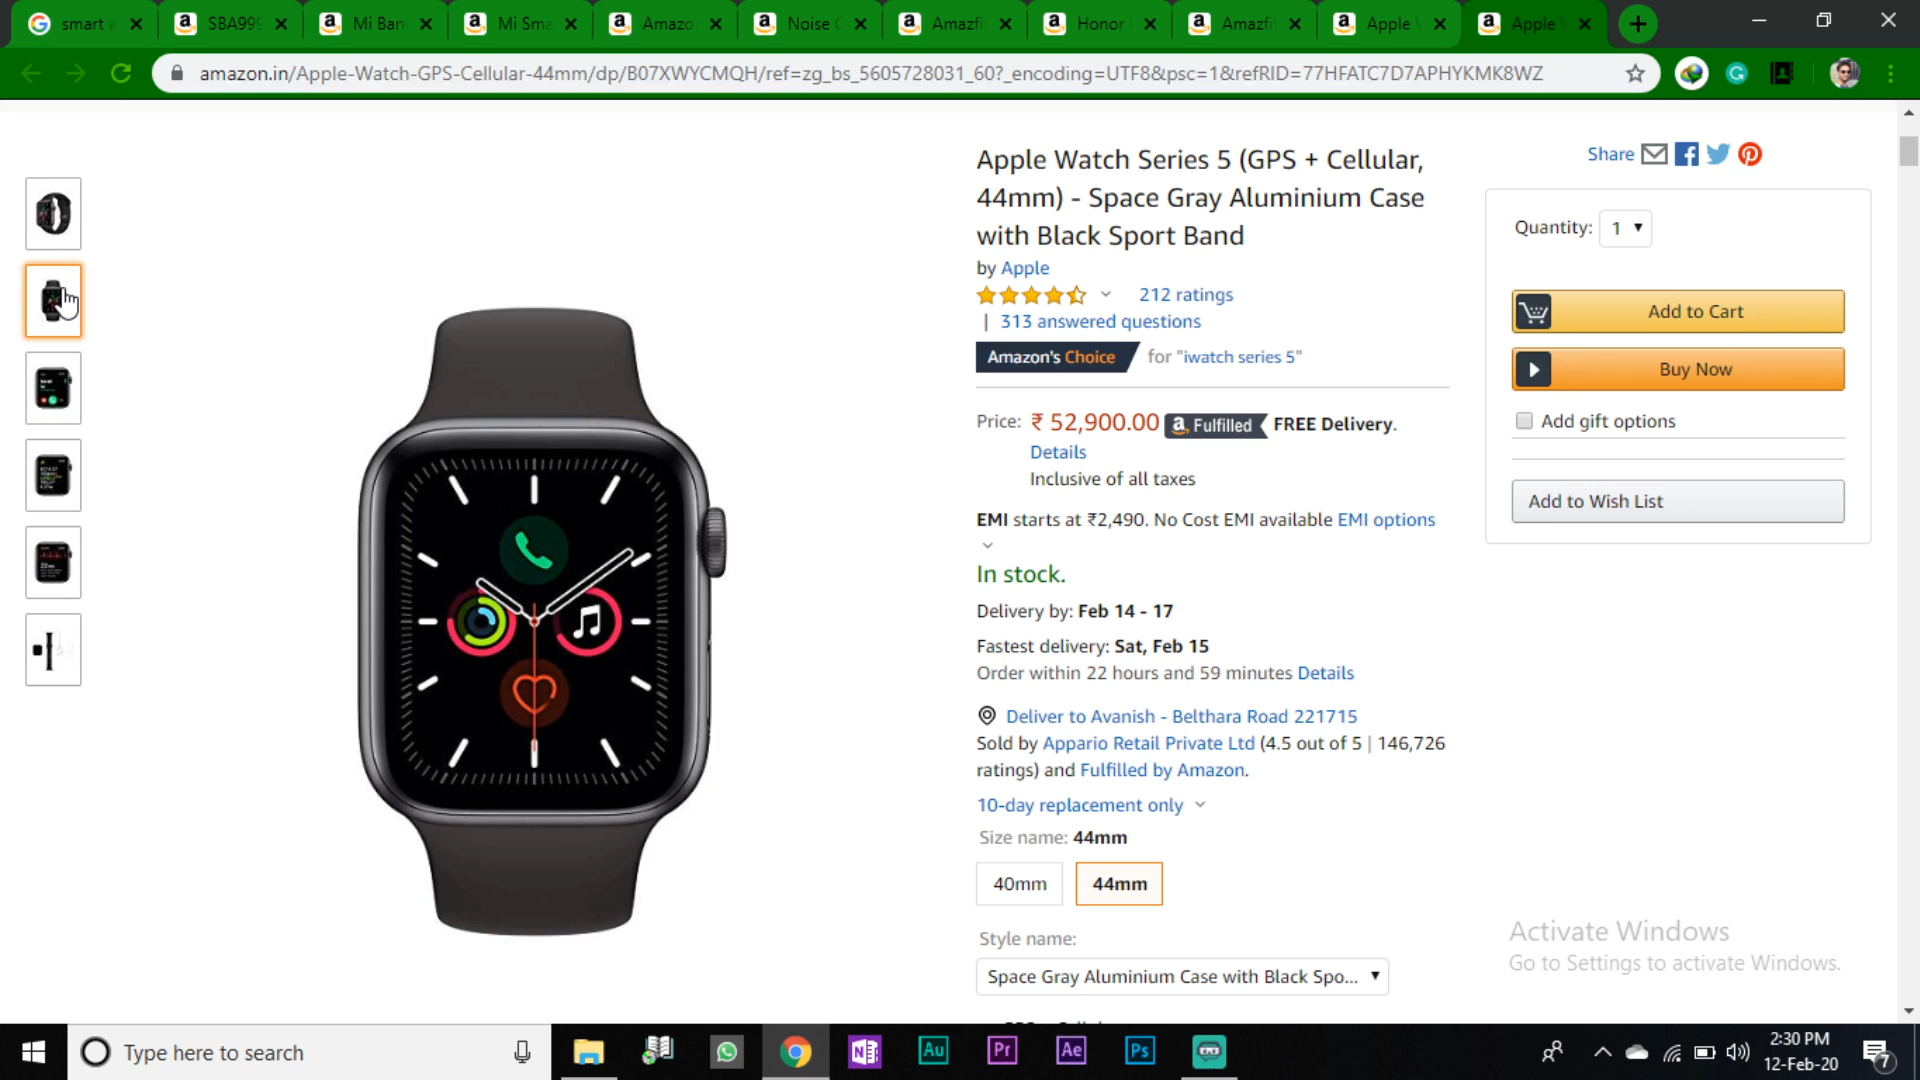 smart w
SBA999
Mi Ban
Mi Sma
Amazo
Noise C
Amazfi
Honor
Amazfi
Apple
Apple
amazon.in/Apple-Watch-GPS-Cellular-44mm/dp/B07XWYCMQH/ref=zg_bs_5605728031_60?_encoding=UTF8&psc=1&refRID=77HFATC7D7APHYKMK8WZ
Apple Watch Series 5 (GPS + Cellular,
44mm) - Space Gray Aluminium Case
with Black Sport Band
by Apple
212 ratings
| 313 answered questions
Amazon's Choice for "iwatch series 5"
Price: ₹ 52,900.00 a Fulfilled FREE Delivery.
Details
Inclusive of all taxes
EMI starts at ₹2,490. No Cost EMI available EMI options
In stock.
Delivery by: Feb 14 - 17
Fastest delivery: Sat, Feb 15
Order within 22 hours and 59 minutes Details
Deliver to Avanish - Belthara Road 221715
Sold by Appario Retail Private Ltd (4.5 out of 5 | 146,726
ratings) and Fulfilled by Amazon.
10-day replacement only
Size name: 44mm
40mm 44mm
Style name:
Space Gray Aluminium Case with Black Spo...
Share
Quantity: 1
Add to Cart
Buy Now
Add gift options
Add to Wish List
Activate Windows
Go to Settings to activate Windows.
Type here to search
N
Au
Pr
Ae
Ps
2:30 PM
12-Feb-20
7